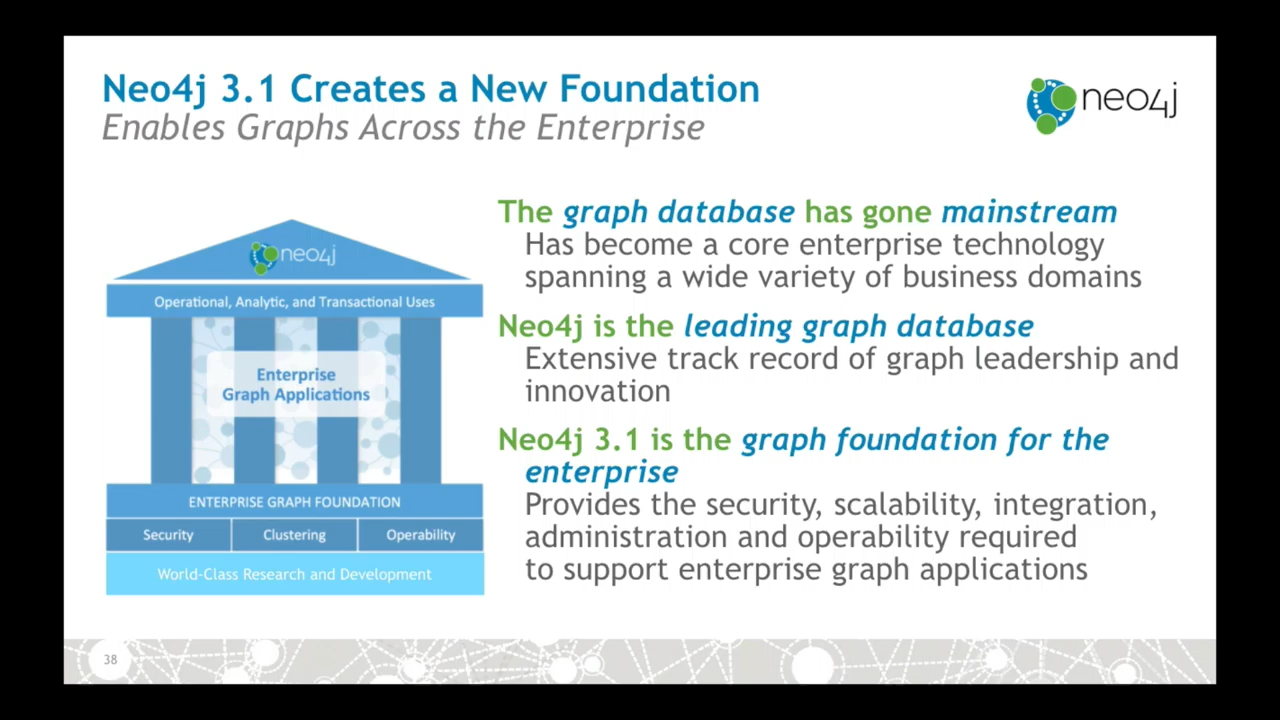 Neo4j 3.1 Creates a New Foundation
Enables Graphs Across the Enterprise
neo4j
neo4j
Operational, Analytic, and Transactional Uses
Enterprise
Graph Applications
ENTERPRISE GRAPH FOUNDATION
Security
Clustering
Operability
World-Class Research and Development
The graph database has gone mainstream
Has become a core enterprise technology
spanning a wide variety of business domains
Neo4j is the leading graph database
Extensive track record of graph leadership and
innovation
Neo4j 3.1 is the graph foundation for the
enterprise
Provides the security, scalability, integration,
administration and operability required
to support enterprise graph applications
38